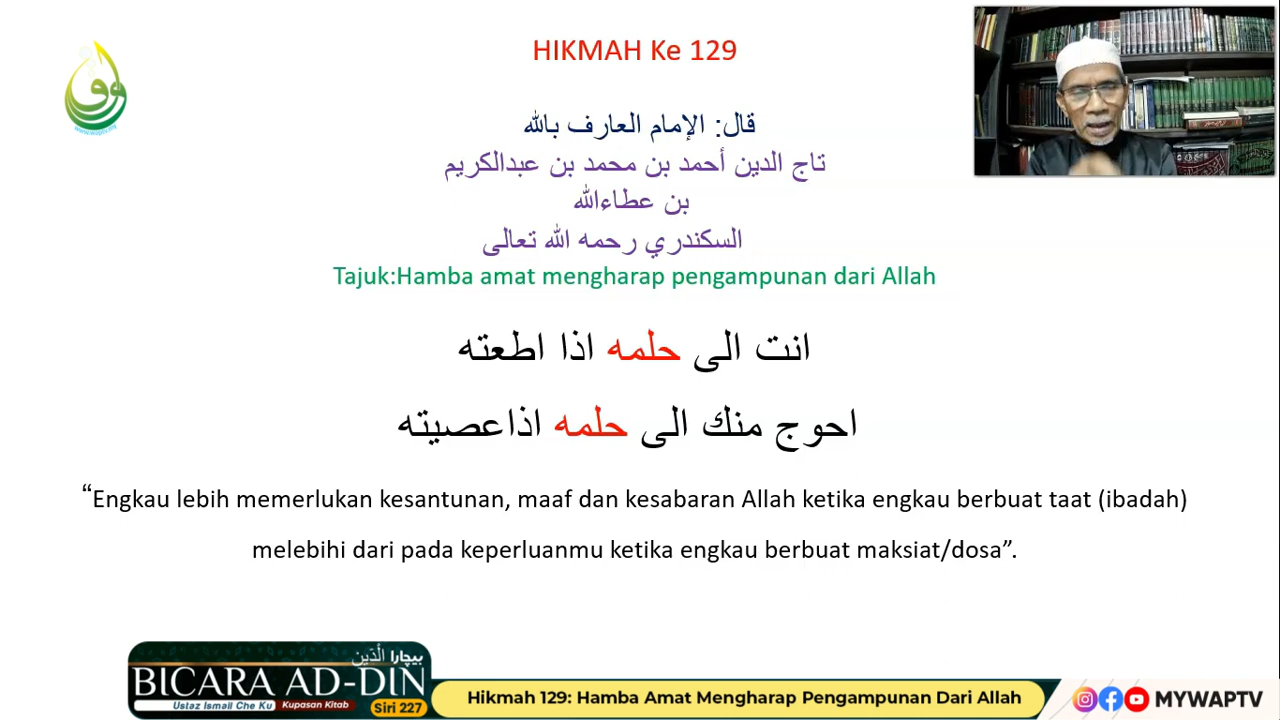 HIKMAH Ke 129
قال: الإمام العارف بالله
تاج الدين أحمد بن محمد بن عبدالكريم
بن عطاءالله
السكندري رحمه الله تعالى
Tajuk:Hamba amat mengharap pengampunan dari Allah
انت الى حلمه اذا اطعته
احوج منك الى حلمه اذاعصيته
“Engkau lebih memerlukan kesantunan, maaf dan kesabaran Allah ketika engkau berbuat taat (ibadah)
melebihi dari pada keperluanmu ketika engkau berbuat maksiat/dosa”.
بيچارا الدّين
BICARA AD-DIN
Ustaz Ismail Che Ku Kupasan Kitab
Siri 227
Hikmah 129: Hamba Amat Mengharap Pengampunan Dari Allah
MYWAPTV